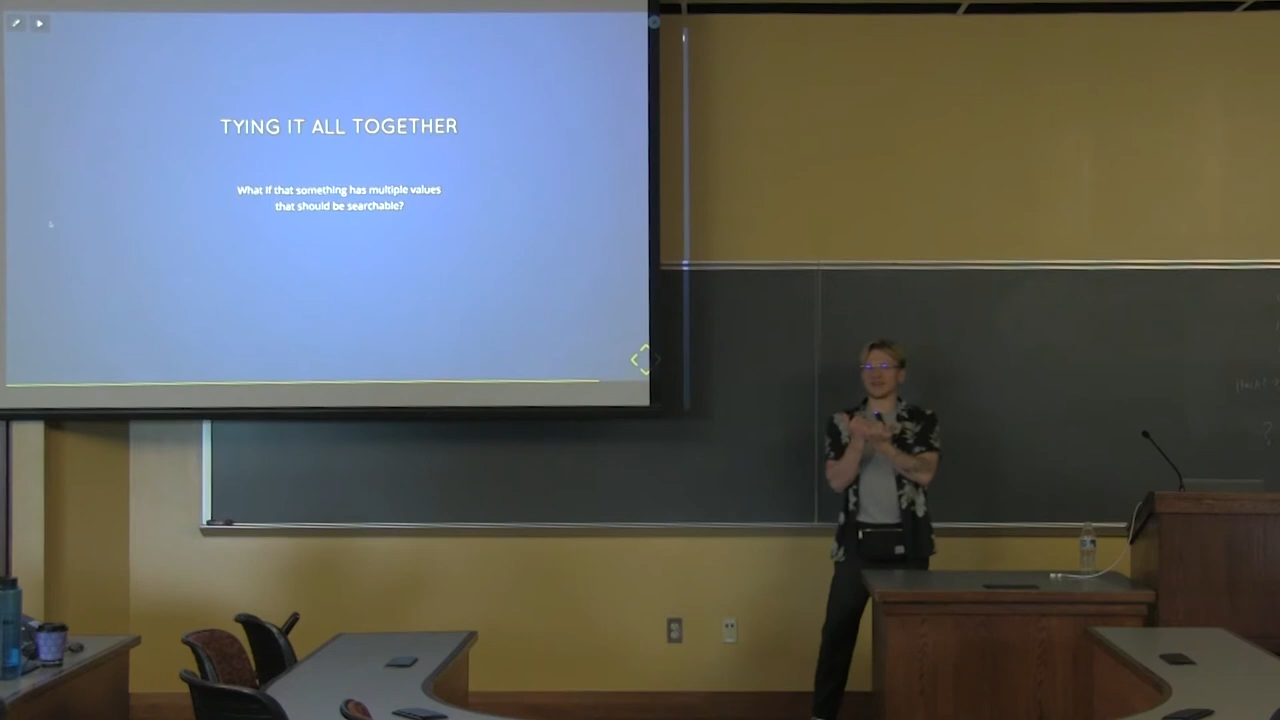 TYING IT ALL TOGETHER
What if that something has multiple values
that should be searchable?